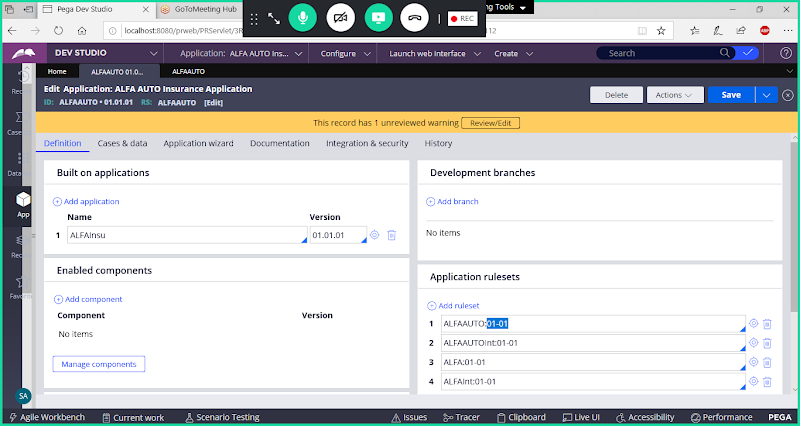 Pega Dev Studio
GoToMeeting Hub
REC
ng Tools
localhost:8080/prweb/PRServlet/3R
112
ABP
DEV STUDIO
Application: ALFA AUTO Ins...
Configure
Launch web interface
Create
Search
Home
ALFAAUTO 01.0...
ALFAAUTO
Rec
Edit Application: ALFA AUTO Insurance Application
ID: ALFAAUTO • 01.01.01 RS: ALFAAUTO [Edit]
Delete
Actions
Save
Case
This record has 1 unreviewed warning
Review/Edit
Definition
Cases & data
Application wizard
Documentation
Integration & security
History
Data
App
Rec
Favo
Built on applications
Add application
Name
Version
1
ALFAInsu
01.01.01
Development branches
Add branch
No items
Enabled components
Add component
Component
Version
No items
Manage components
Application rulesets
Add ruleset
1 ALFAAUTO:01-01
2 ALFAAUTOInt:01-01
3 ALFA:01-01
4 ALFAInt:01-01
SA
Agile Workbench
Current work
Scenario Testing
Issues
Tracer
Clipboard
Live UI
Accessibility
Performance
PEGA